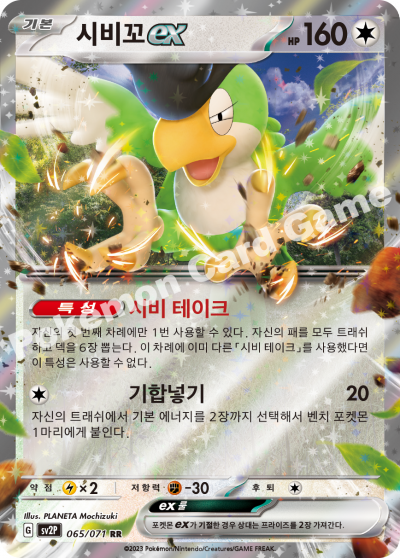 기본
시비꼬 ex
HP 160
Pokémon Card Game
특성 시비 테이크
자신의 첫 번째 차례에만 1번 사용할 수 있다. 자신의 패를 모두 트래쉬
하고 덱을 6장 뽑는다. 이 차례에 이미 다른 「시비 테이크」를 사용했다면
이 특성은 사용할 수 없다.
기합넣기 20
자신의 트래쉬에서 기본 에너지를 2장까지 선택해서 벤치 포켓몬
1마리에게 붙인다.
약점 ×2 저항력 -30 후퇴
Illus. PLANETA Mochizuki
ex 룰
G sv2P 065/071 RR
포켓몬 ex가 기절한 경우 상대는 프라이즈를 2장 가져간다.
©2023 Pokémon/Nintendo/Creatures/GAME FREAK.